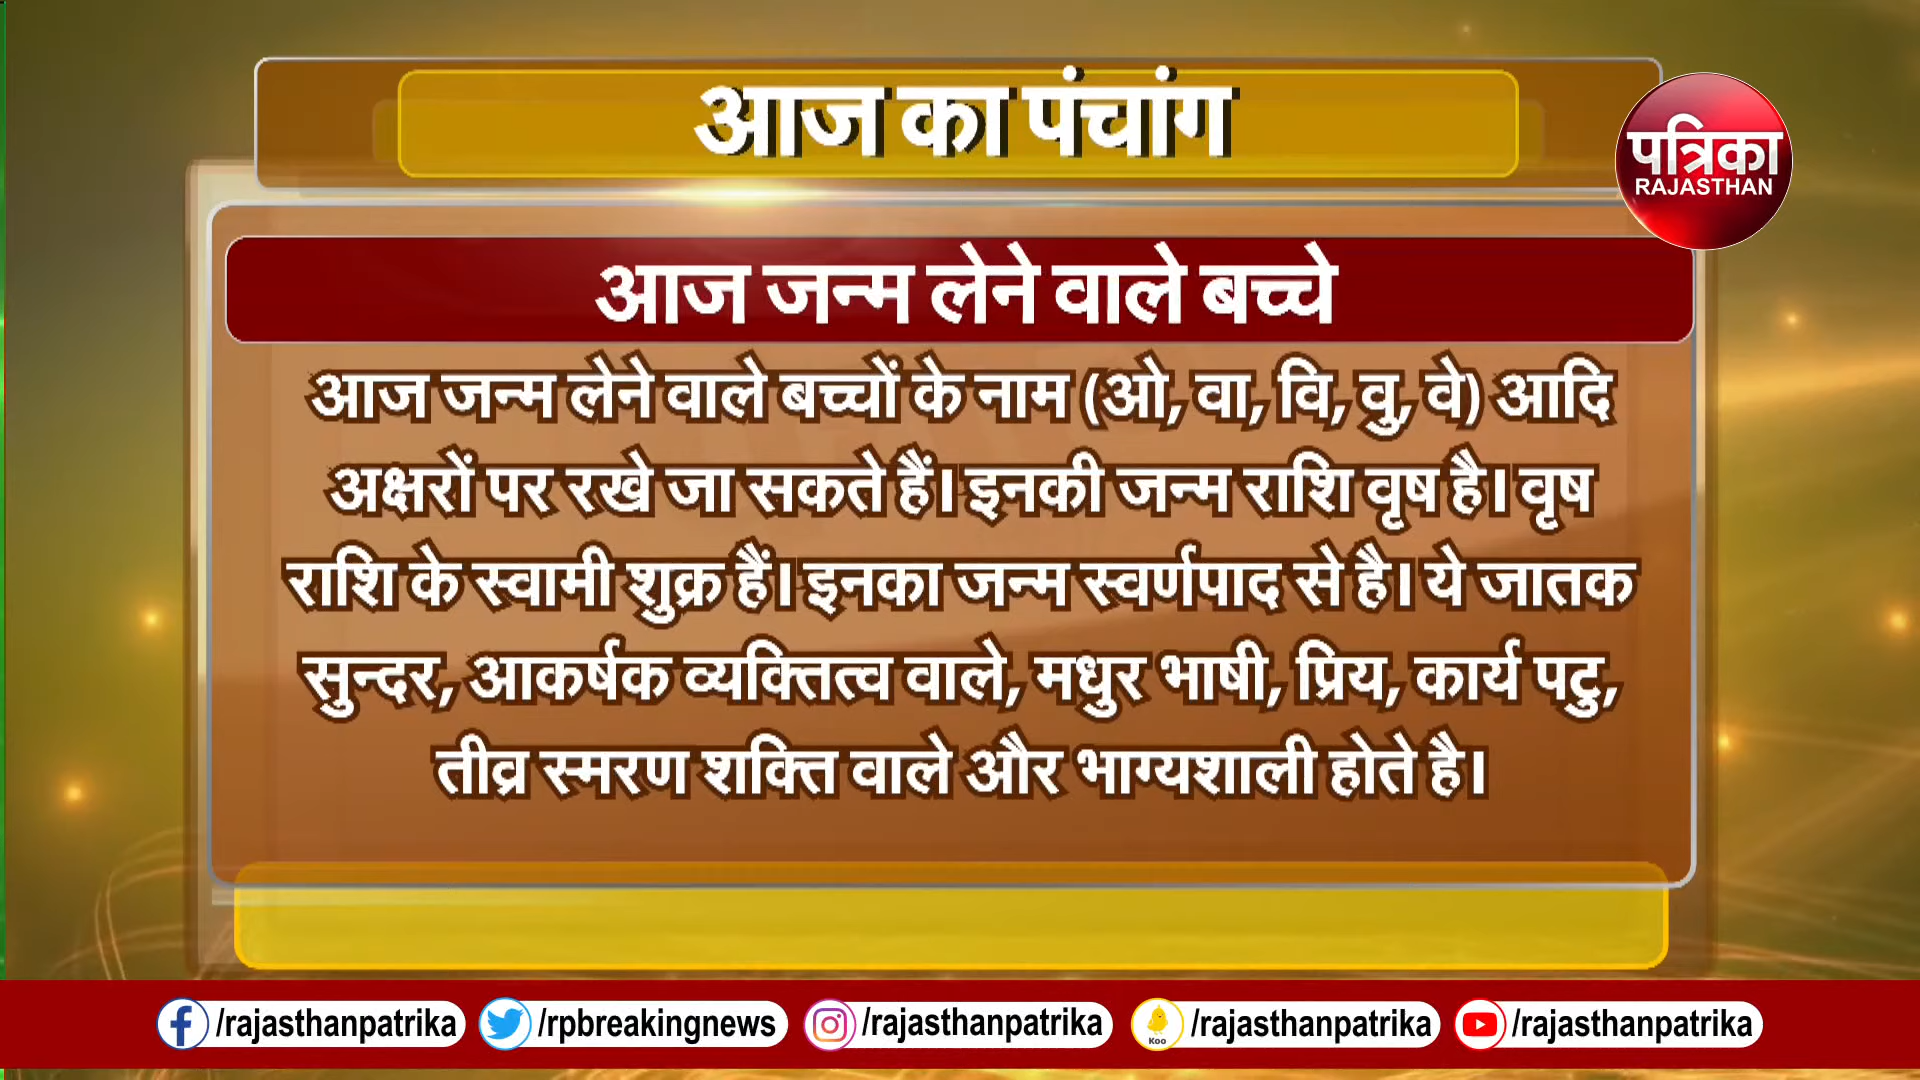 आज का पंचांग
पत्रिका
RAJASTHAN
आज जन्म लेने वाले बच्चे
आज जन्म लेने वाले बच्चों के नाम (ओ, वा, वि, वु, वे) आदि
अक्षरों पर रखे जा सकते हैं। इनकी जन्म राशि वृष है। वृष
राशि के स्वामी शुक्र हैं। इनका जन्म स्वर्णपाद से है। ये जातक
सुन्दर, आकर्षक व्यक्तित्व वाले, मधुर भाषी, प्रिय, कार्य पटु,
तीव्र स्मरण शक्ति वाले और भाग्यशाली होते है।
/rajasthanpatrika /rpbreakingnews /rajasthanpatrika Koo /rajasthanpatrika /rajasthanpatrika